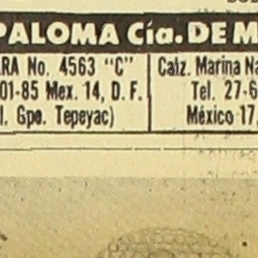 PALOMA Cía. DE M
RA No. 4563 "C"
01-85 Mex. 14, D. F.
l. Gpe. Tepeyac)
Calz. Marina Na
Tel. 27-6
México 17,